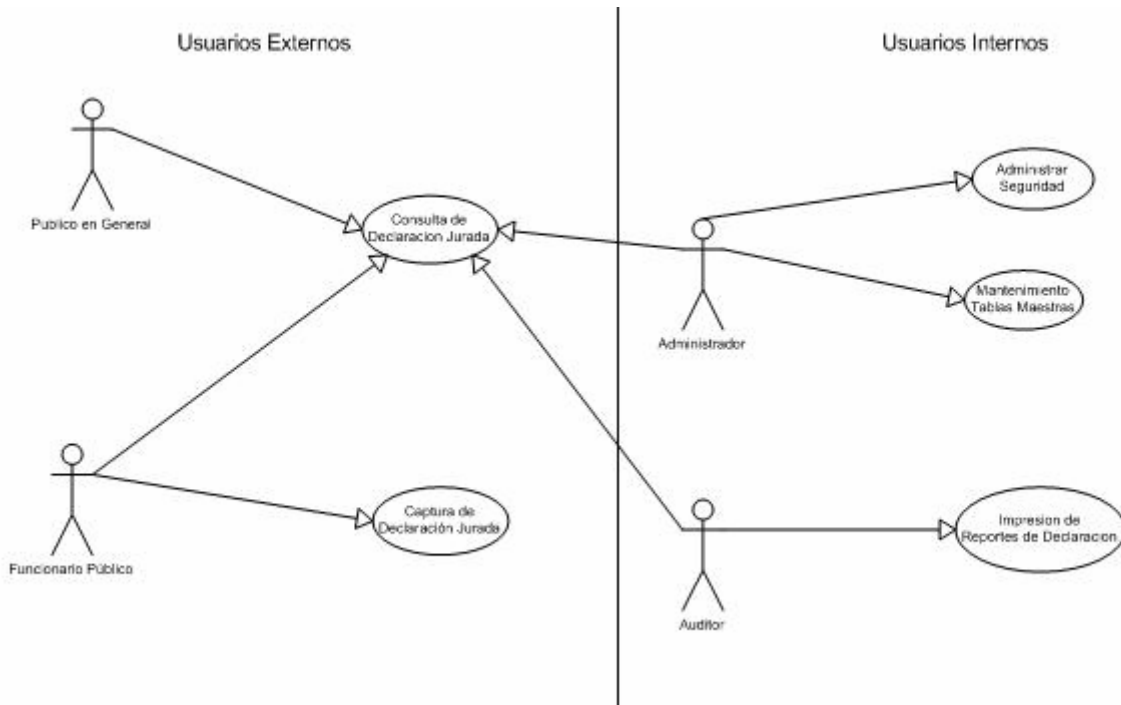 Usuarios Externos
Usuarios Internos
Publico en General
Consulta de
Declaracion Jurada
Administrar
Seguridad
Mantenimiento
Tablas Maestras
Administrador
Funcionario Público
Captura de
Declaración Jurada
Impresion de
Reportes de Declaracion
Auditor